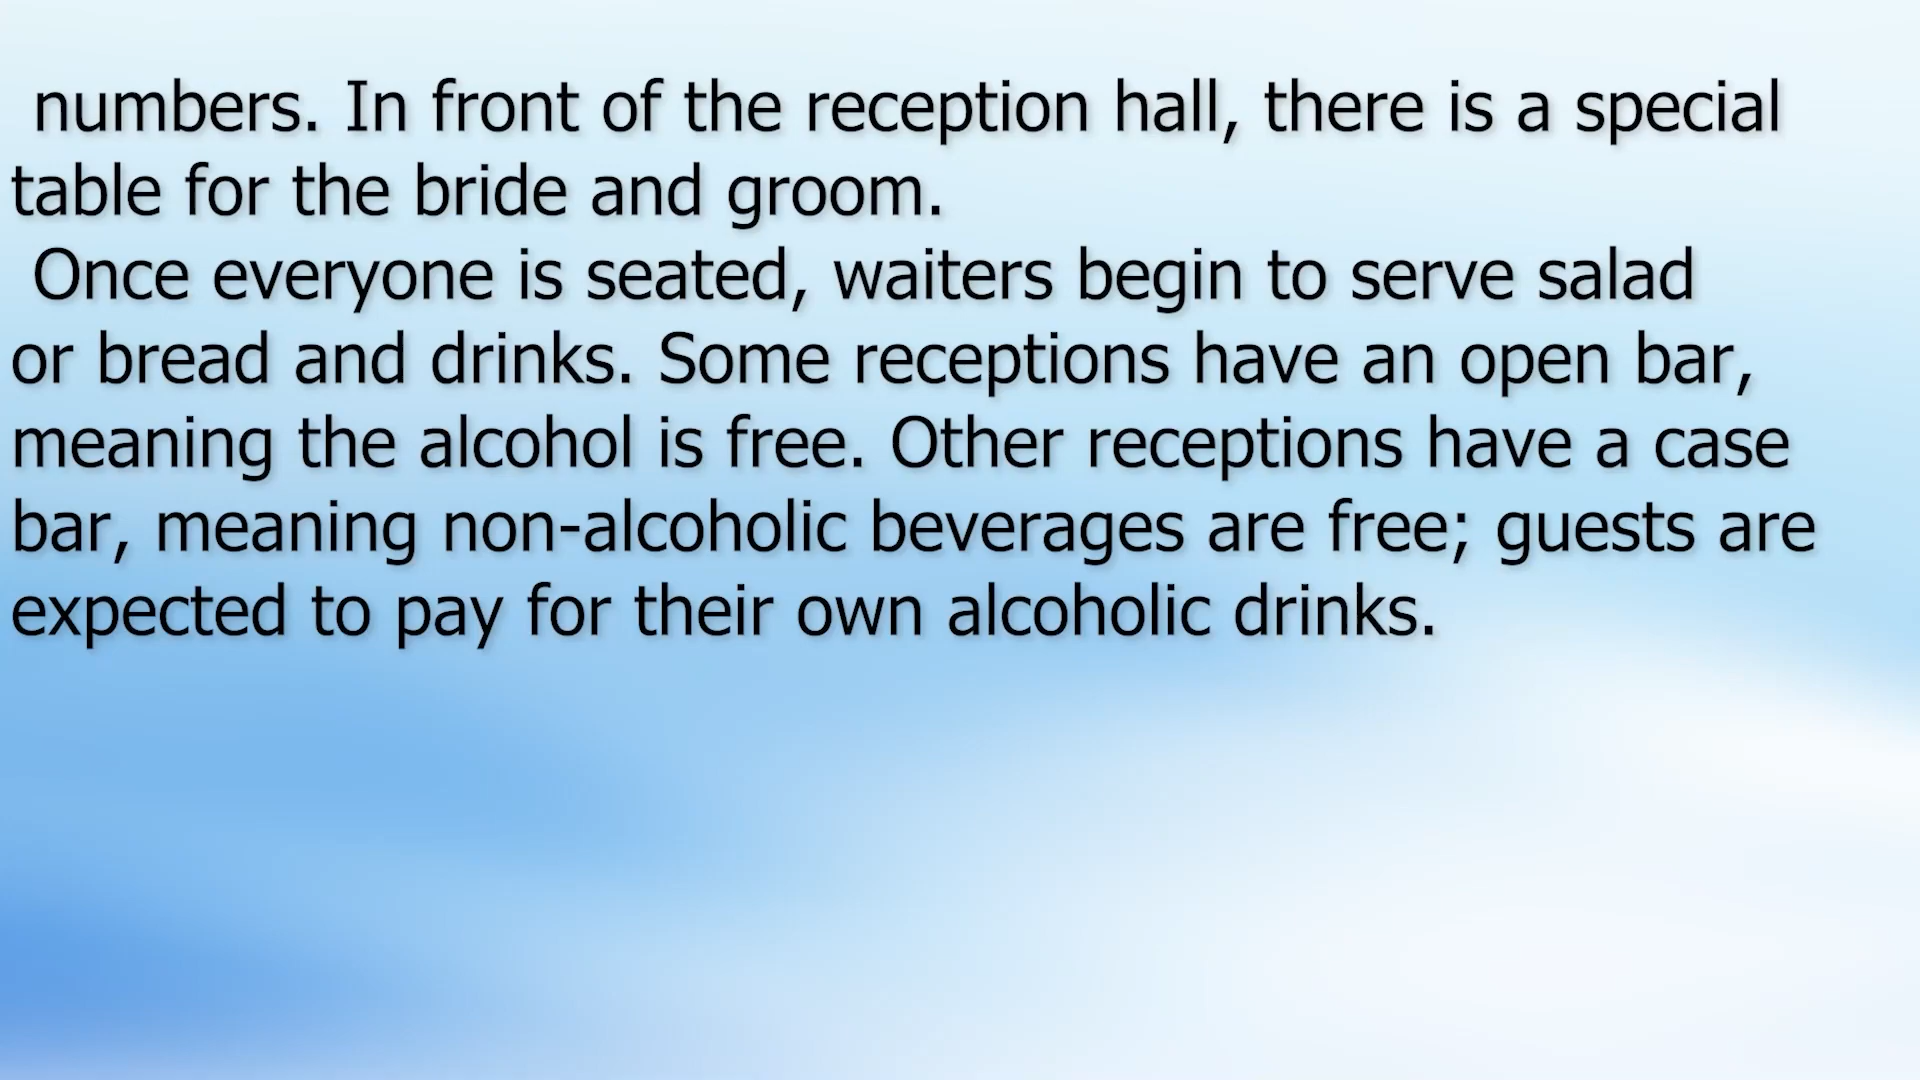 numbers. In front of the reception hall, there is a special
table for the bride and groom.
Once everyone is seated, waiters begin to serve salad
or bread and drinks. Some receptions have an open bar,
meaning the alcohol is free. Other receptions have a case
bar, meaning non-alcoholic beverages are free; guests are
expected to pay for their own alcoholic drinks.